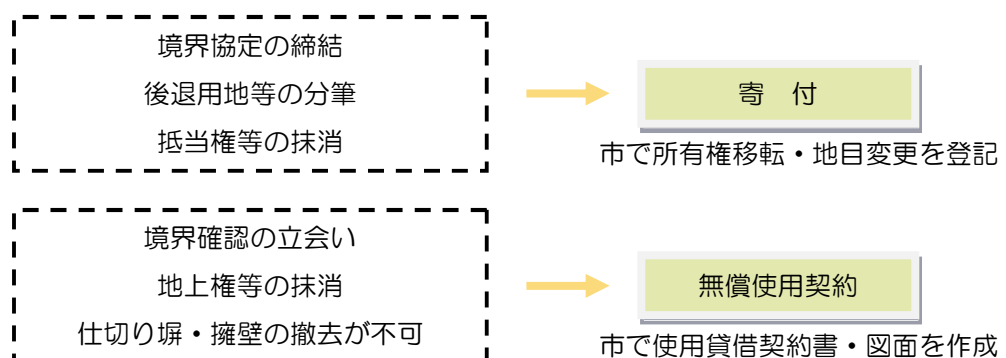 境界協定の締結
後退用地等の分筆
抵当権等の抹消
寄　付
市で所有権移転・地目変更を登記
境界確認の立会い
地上権等の抹消
仕切り塀・擁壁の撤去が不可
無償使用契約
市で使用貸借契約書・図面を作成